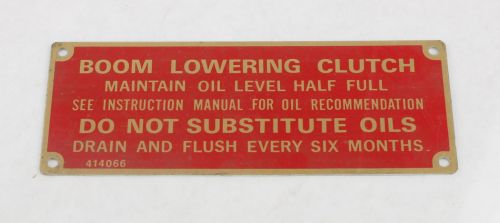 BOOM LOWERING CLUTCH
MAINTAIN OIL LEVEL HALF FULL
SEE INSTRUCTION MANUAL FOR OIL RECOMMENDATION
DO NOT SUBSTITUTE OILS
DRAIN AND FLUSH EVERY SIX MONTHS.
414066